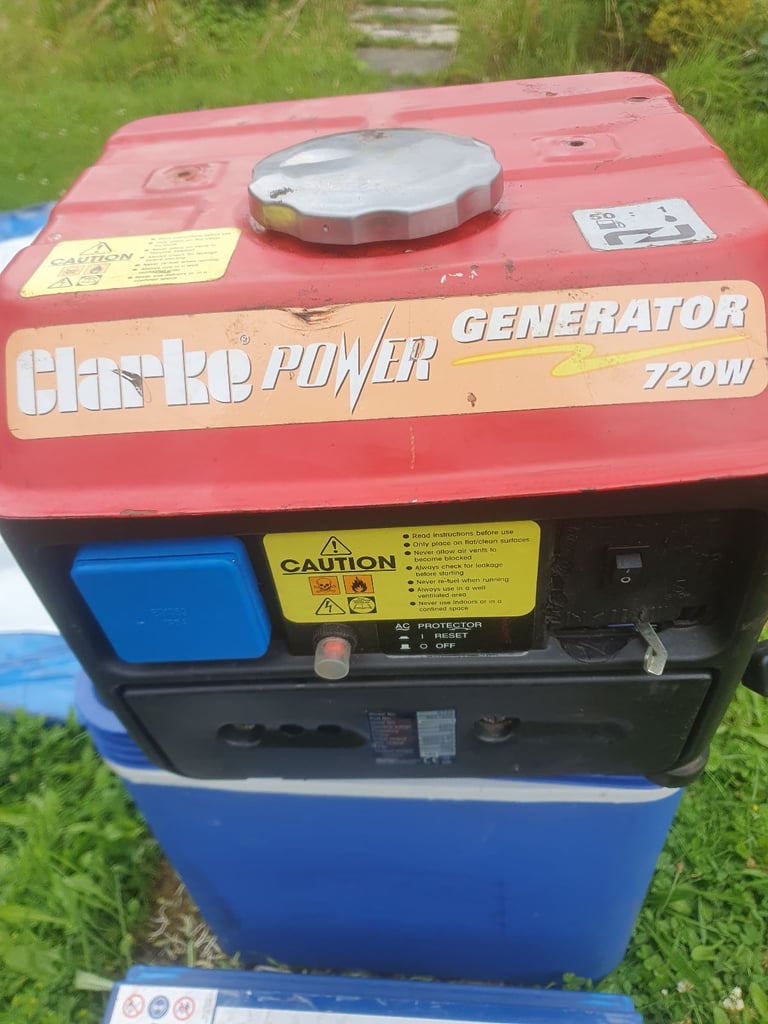 50 1
CAUTION
Clarke® POWER GENERATOR
720W
CAUTION
● Read instructions before use
● Only place on flat/clean surfaces
● Never allow air vents to
become blocked
● Always check for leakage
before starting
● Never re-fuel when running
● Always use in a well
ventilated area
● Never use indoors or in a
confined space
AC PROTECTOR
I RESET
O OFF